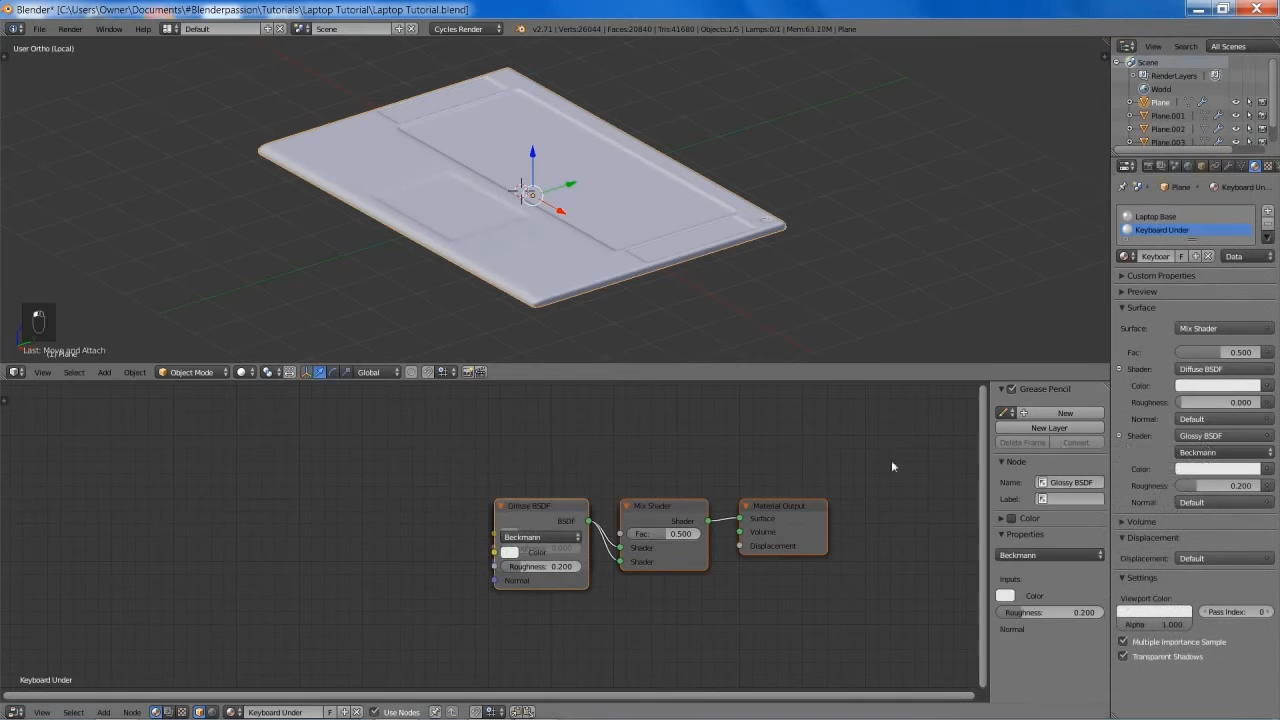 Blender* [C:\Users\Owner\Documents\#Blenderpassion\Tutorials\Laptop Tutorial\Laptop Tutorial.blend]
File Render Window Help Default Scene Cycles Render v2.71 | Verts:26044 | Faces:20840 | Tris:41680 | Objects:1/5 | Lamps:0/1 | Mem:63.10M | Plane
View Search All Scenes
User Ortho (Local)
Scene
RenderLayers
World
Plane
Plane.001
Plane.002
Plane.003
Plane Keyboard Un...
Laptop Base
Keyboard Under
Keyboar F Data
Custom Properties
Preview
Surface
Surface: Mix Shader
Fac: 0.500
Shader: Diffuse BSDF
Color:
Roughness: 0.000
Normal: Default
Shader: Glossy BSDF
Beckmann
Color:
Roughness: 0.200
Normal: Default
Volume
Displacement
Displacement: Default
Settings
Viewport Color:
Pass Index: 0
Alpha 1.000
Multiple Importance Sample
Transparent Shadows
Last: Move and Attach
(1) Plane
View Select Add Object Object Mode Global
Grease Pencil
New
New Layer
Delete Frame Convert
Node
Name: Glossy BSDF
Label:
Color
Properties
Beckmann
Inputs:
Color
Roughness: 0.200
Normal
BSDF
Beckmann
Color
Roughness: 0.200
Normal
Mix Shader
Shader
Fac: 0.500
Shader
Shader
Material Output
Surface
Volume
Displacement
Keyboard Under
View Select Add Node Keyboard Under F Use Nodes